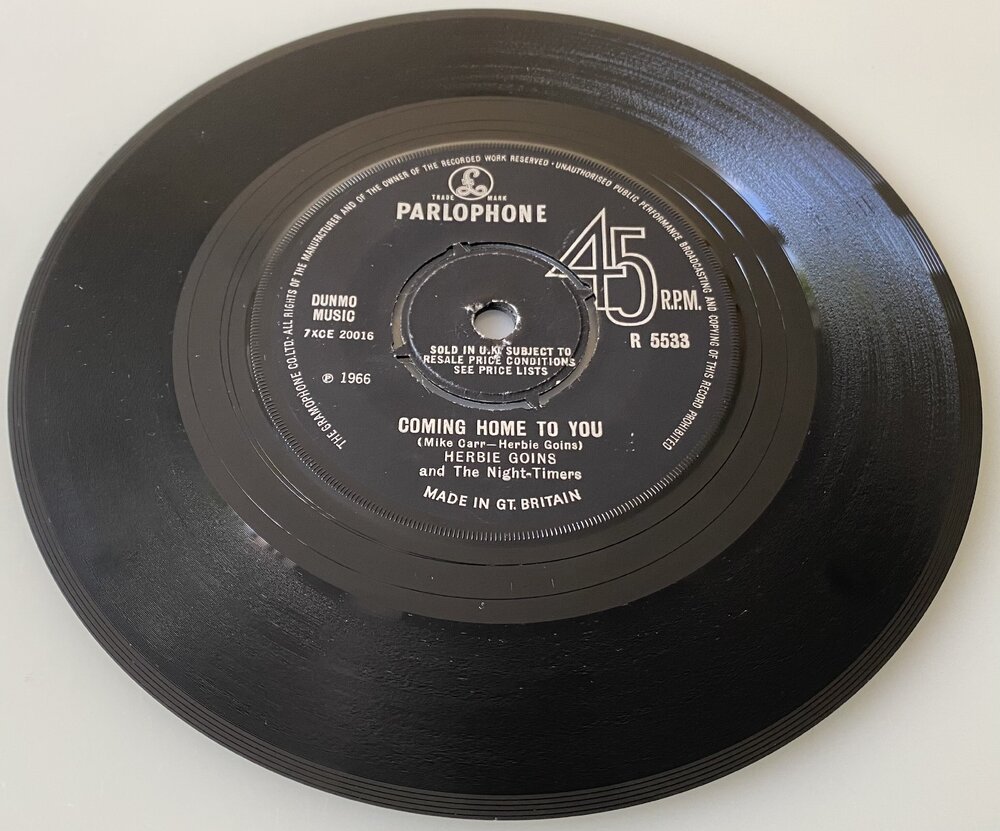 THE GRAMOPHONE CO. LTD. · ALL RIGHTS OF THE MANUFACTURER AND OF THE OWNER OF THE RECORDED WORK RESERVED · UNAUTHORISED PUBLIC PERFORMANCE BROADCASTING AND COPYING OF THIS RECORD PROHIBITED
£
TRADE MARK
PARLOPHONE
45 R.P.M.
DUNMO
MUSIC
7XCE 20016
R 5533
SOLD IN U.K. SUBJECT TO
RESALE PRICE CONDITIONS
SEE PRICE LISTS
℗ 1966
COMING HOME TO YOU
(Mike Carr—Herbie Goins)
HERBIE GOINS
and The Night-Timers
MADE IN GT. BRITAIN